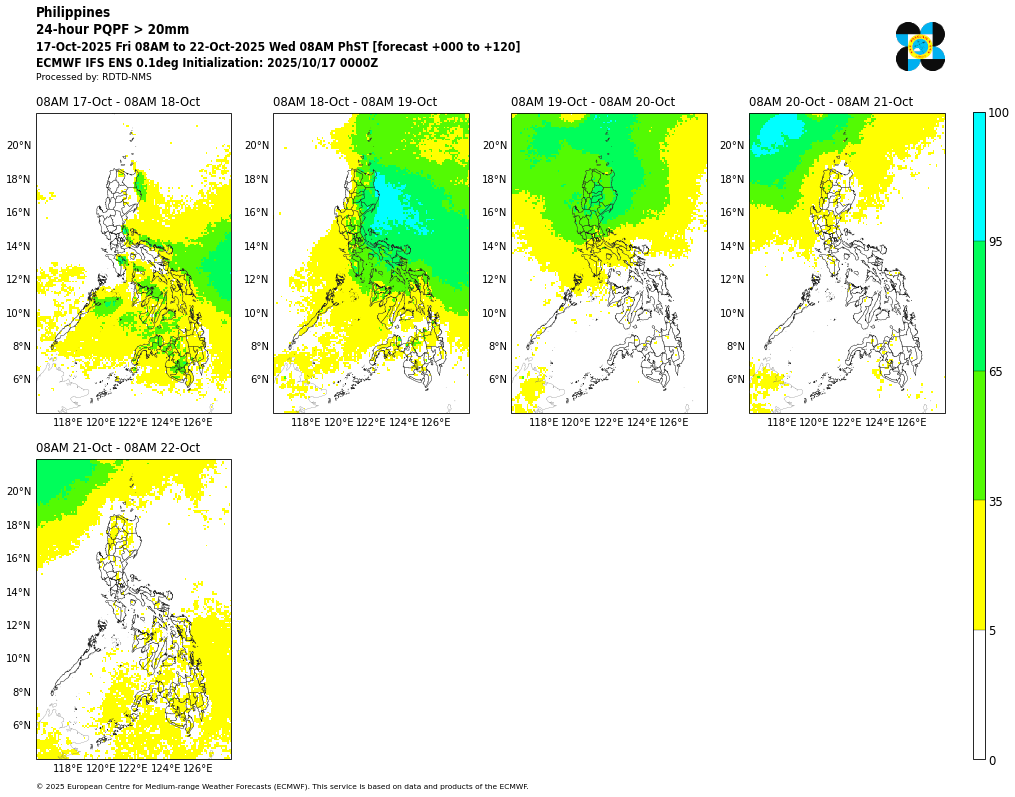 Philippines
24-hour PQPF > 20mm
17-Oct-2025 Fri 08AM to 22-Oct-2025 Wed 08AM PhST [forecast +000 to +120]
ECMWF IFS ENS 0.1deg Initialization: 2025/10/17 0000Z
Processed by: RDTD-NMS
08AM 17-Oct - 08AM 18-Oct
08AM 18-Oct - 08AM 19-Oct
08AM 19-Oct - 08AM 20-Oct
08AM 20-Oct - 08AM 21-Oct
20°N
18°N
16°N
14°N
12°N
10°N
8°N
6°N
118°E 120°E 122°E 124°E 126°E
20°N
18°N
16°N
14°N
12°N
10°N
8°N
6°N
118°E 120°E 122°E 124°E 126°E
20°N
18°N
16°N
14°N
12°N
10°N
8°N
6°N
118°E 120°E 122°E 124°E 126°E
20°N
18°N
16°N
14°N
12°N
10°N
8°N
6°N
118°E 120°E 122°E 124°E 126°E
100
95
65
35
5
0
08AM 21-Oct - 08AM 22-Oct
20°N
18°N
16°N
14°N
12°N
10°N
8°N
6°N
118°E 120°E 122°E 124°E 126°E
© 2025 European Centre for Medium-range Weather Forecasts (ECMWF). This service is based on data and products of the ECMWF.